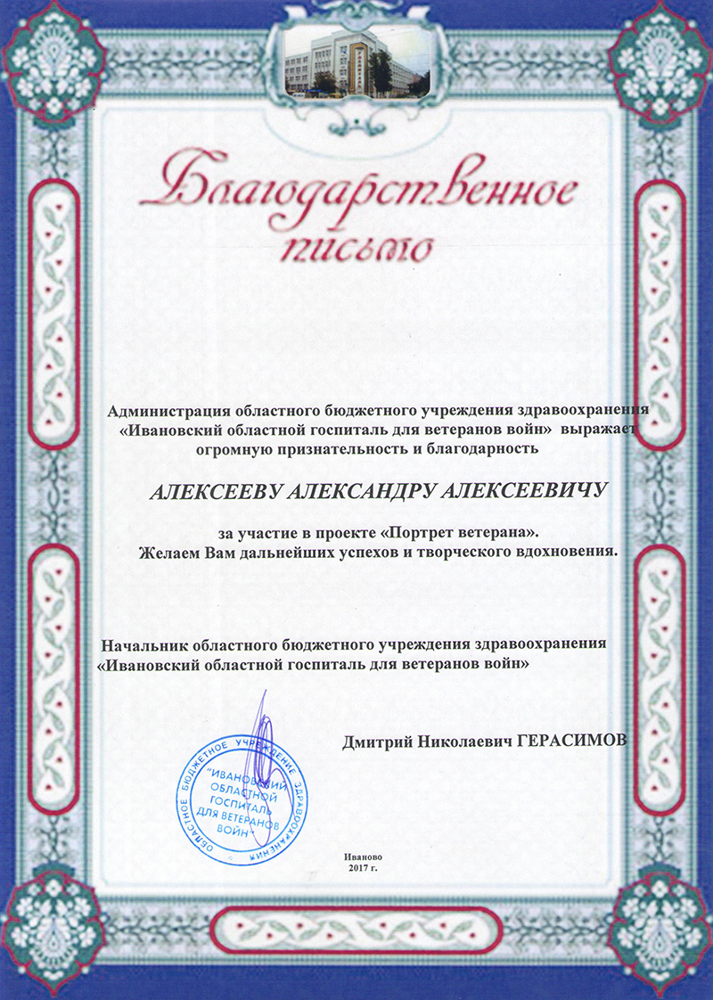 ГОСПИТАЛЬ
Благодарственное
письмо
Администрация областного бюджетного учреждения здравоохранения
«Ивановский областной госпиталь для ветеранов войн» выражает
огромную признательность и благодарность
АЛЕКСЕЕВУ АЛЕКСАНДРУ АЛЕКСЕЕВИЧУ
за участие в проекте «Портрет ветерана».
Желаем Вам дальнейших успехов и творческого вдохновения.
Начальник областного бюджетного учреждения здравоохранения
«Ивановский областной госпиталь для ветеранов войн»
Дмитрий Николаевич ГЕРАСИМОВ
ОБЛАСТНОЕ БЮДЖЕТНОЕ УЧРЕЖДЕНИЕ ЗДРАВООХРАНЕНИЯ
"ИВАНОВСКИЙ
ОБЛАСТНОЙ
ГОСПИТАЛЬ
ДЛЯ ВЕТЕРАНОВ
ВОЙН"
Иваново
2017 г.